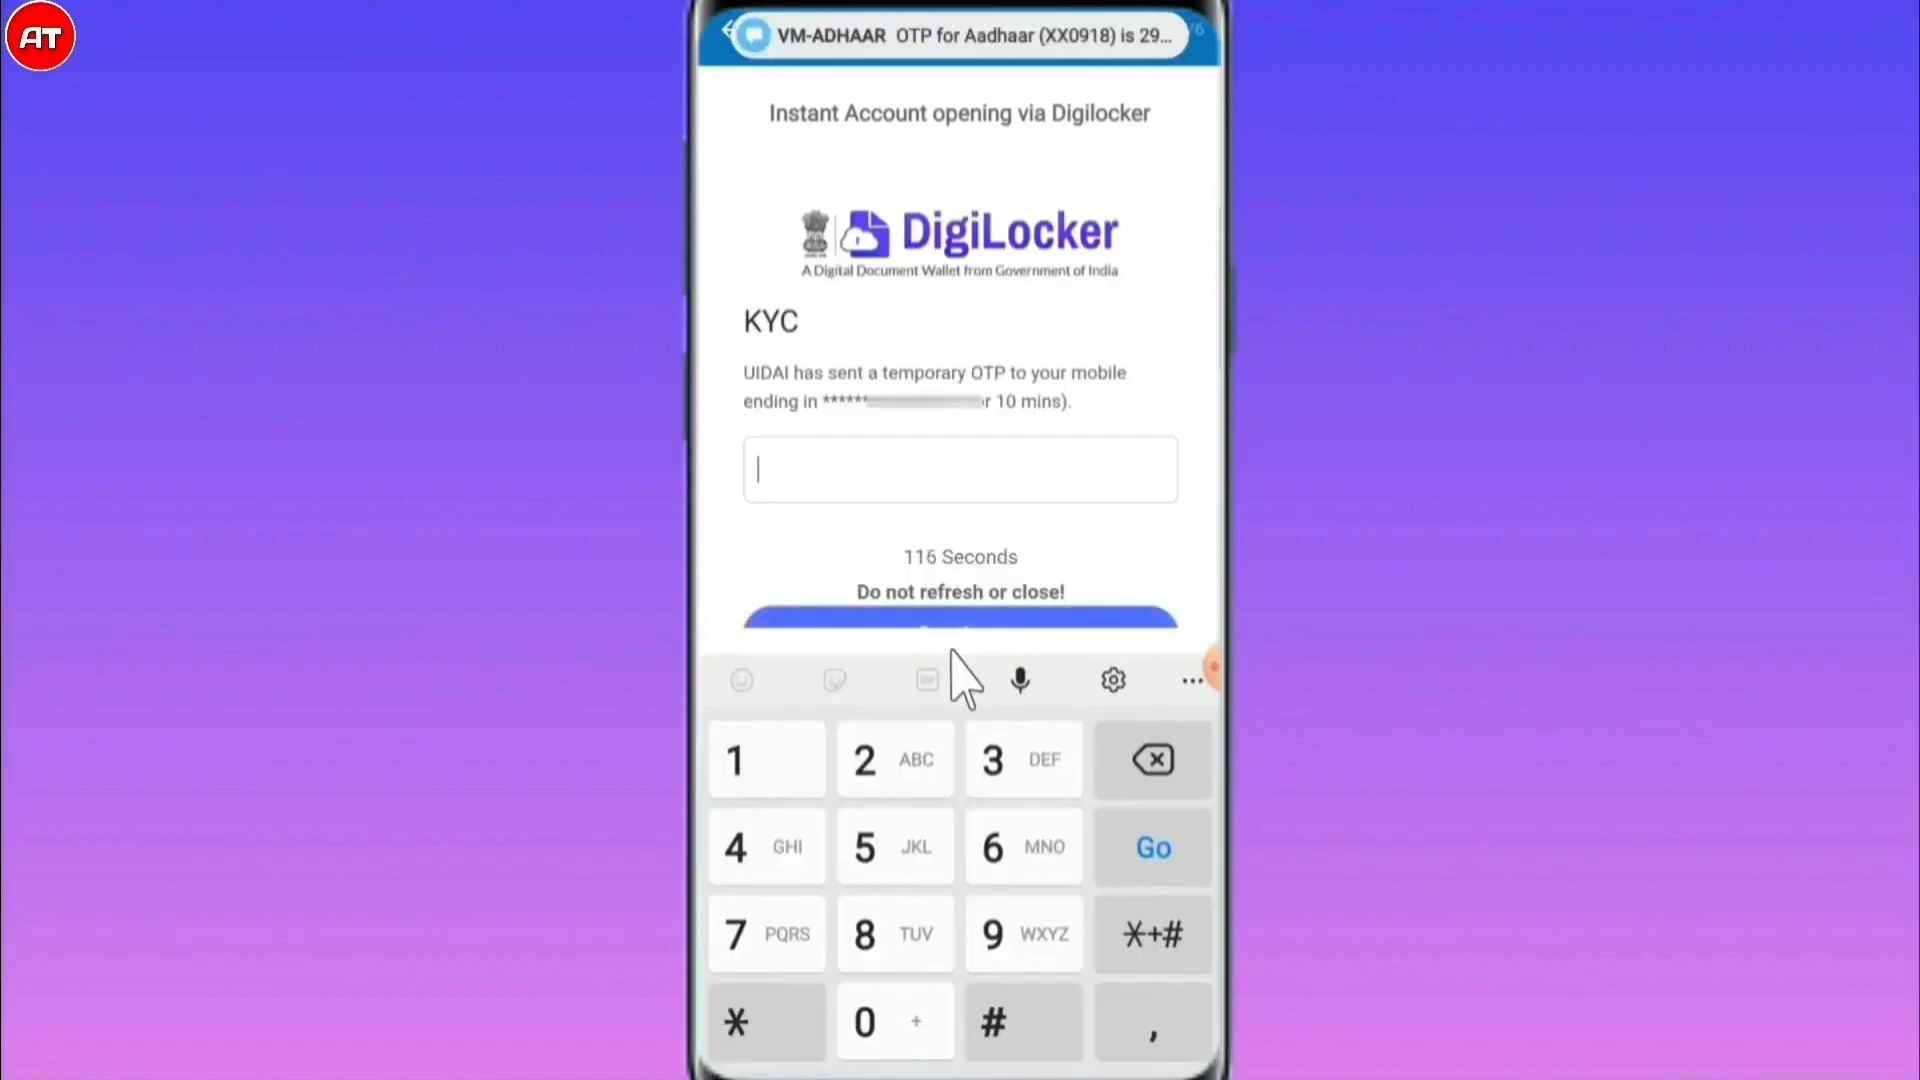 AT
VM-ADHAAR OTP for Aadhaar (XX0918) is 29...
/6
Instant Account opening via Digilocker
DigiLocker
A Digital Document Wallet from Government of India
KYC
UIDAI has sent a temporary OTP to your mobile
ending in ****** r 10 mins).
116 Seconds
Do not refresh or close!
1
2 ABC
3 DEF
4 GHI
5 JKL
6 MNO
Go
7 PQRS
8 TUV
9 WXYZ
*+#
*
0 +
#
,